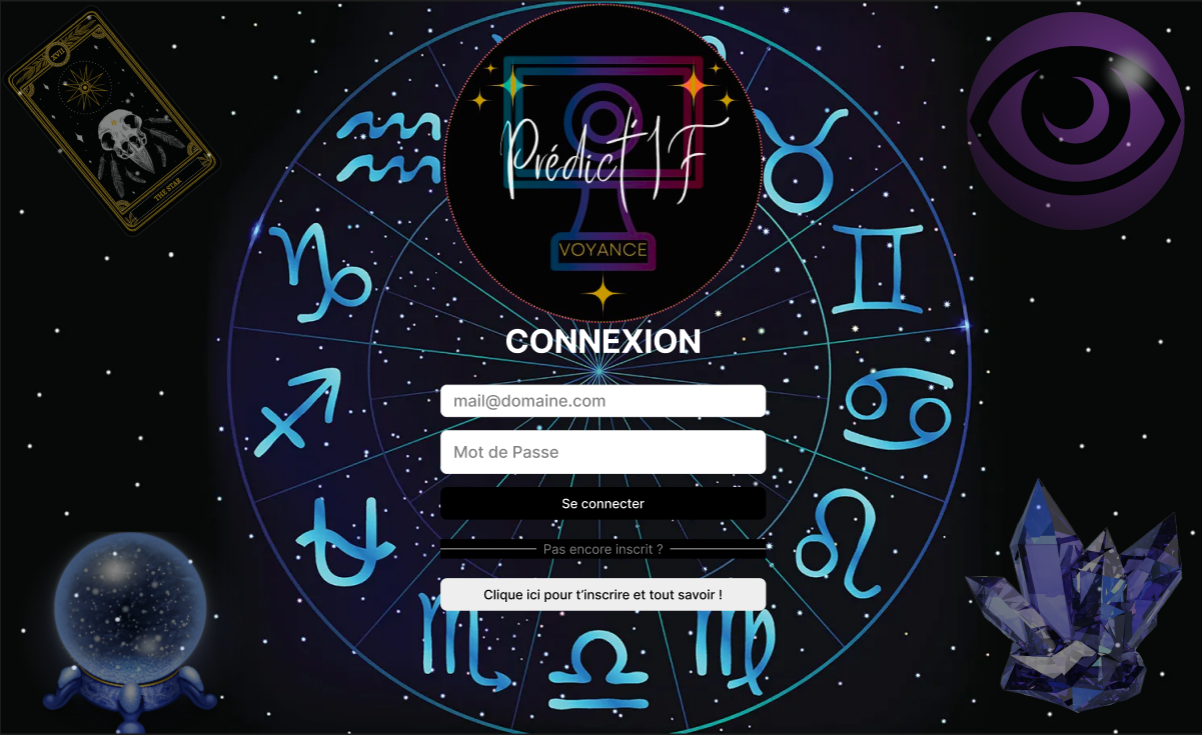 XVII
THE STAR
Prédict'1F
VOYANCE
CONNEXION
mail@domaine.com
Mot de Passe
Se connecter
Pas encore inscrit ?
Clique ici pour t'inscrire et tout savoir !